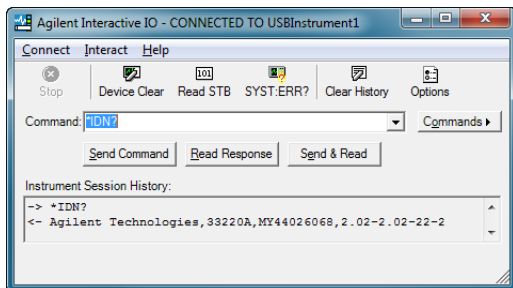 Agilent Interactive IO - CONNECTED TO USBInstrument1
Connect Interact Help
Stop Device Clear Read STB SYST:ERR? Clear History Options
Command: *IDN? Commands
Send Command Read Response Send & Read
Instrument Session History:
-> *IDN?
<- Agilent Technologies,33220A,MY44026068,2.02-2.02-22-2